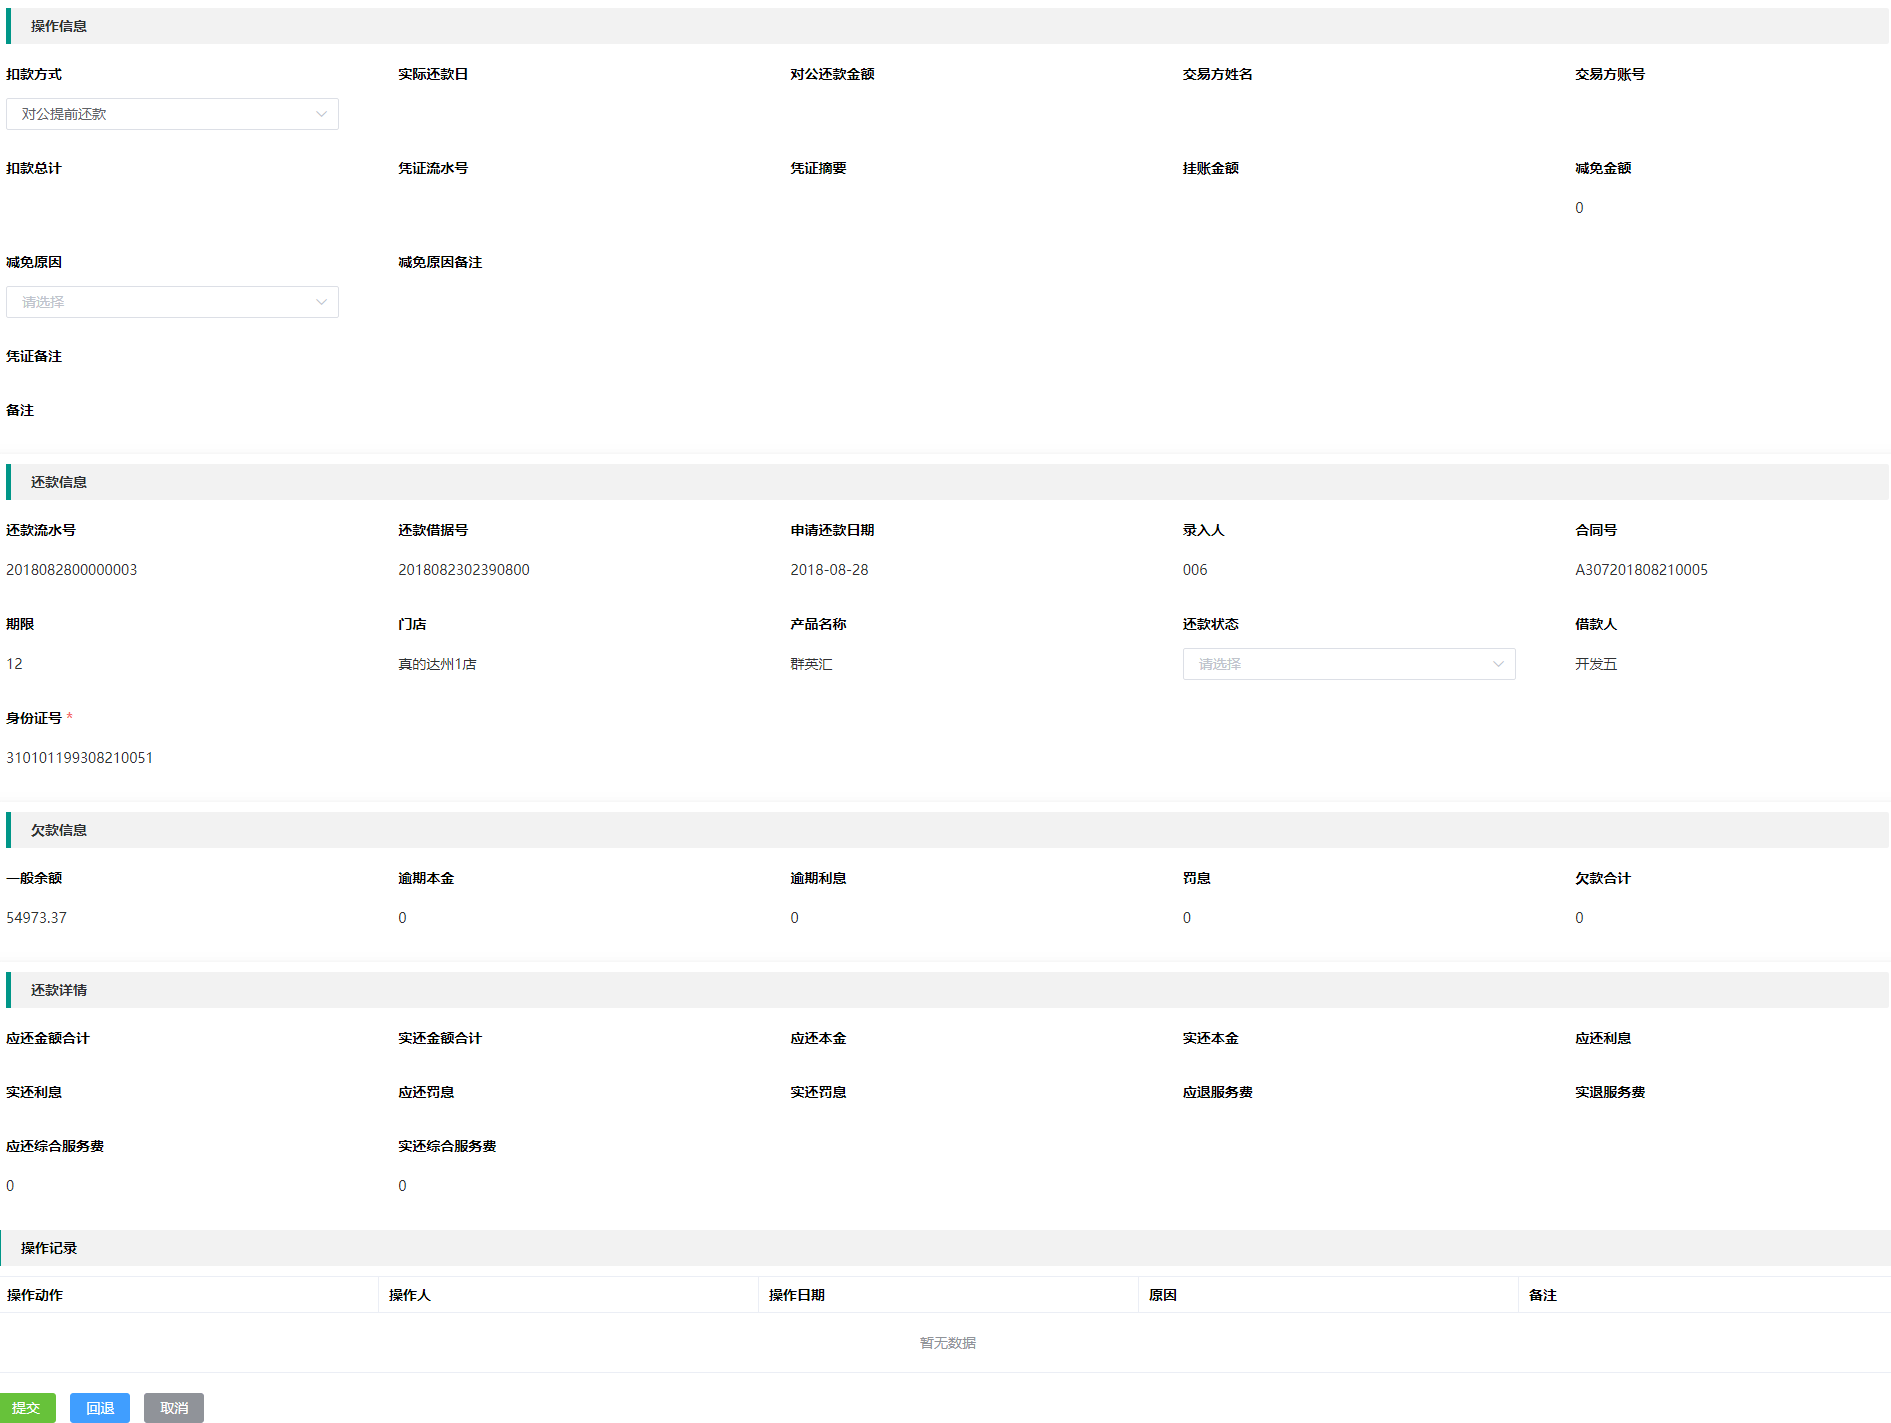 操作信息
扣款方式 实际还款日 对公还款金额 交易方姓名 交易方账号
对公提前还款
扣款总计 凭证流水号 凭证摘要 挂账金额 减免金额
0
减免原因 减免原因备注
请选择
凭证备注
备注
还款信息
还款流水号 还款借据号 申请还款日期 录入人 合同号
2018082800000003 2018082302390800 2018-08-28 006 A307201808210005
期限 门店 产品名称 还款状态 借款人
12 真的达州1店 群英汇 请选择 开发五
身份证号 *
310101199308210051
欠款信息
一般余额 逾期本金 逾期利息 罚息 欠款合计
54973.37 0 0 0 0
还款详情
应还金额合计 实还金额合计 应还本金 实还本金 应还利息
实还利息 应还罚息 实还罚息 应退服务费 实退服务费
应还综合服务费 实还综合服务费
0 0
操作记录
操作动作 操作人 操作日期 原因 备注
暂无数据
提交 回退 取消